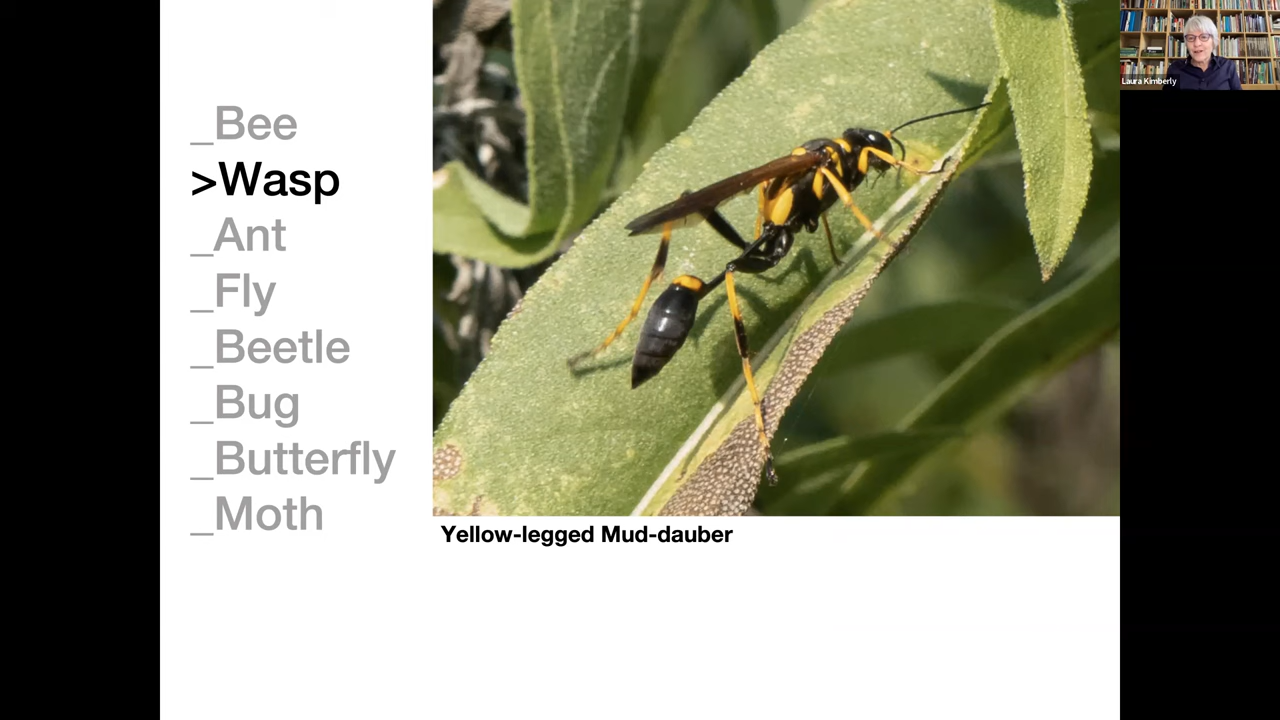 _Bee
>Wasp
_Ant
_Fly
_Beetle
_Bug
_Butterfly
_Moth
Yellow-legged Mud-dauber
Laura Kimberly